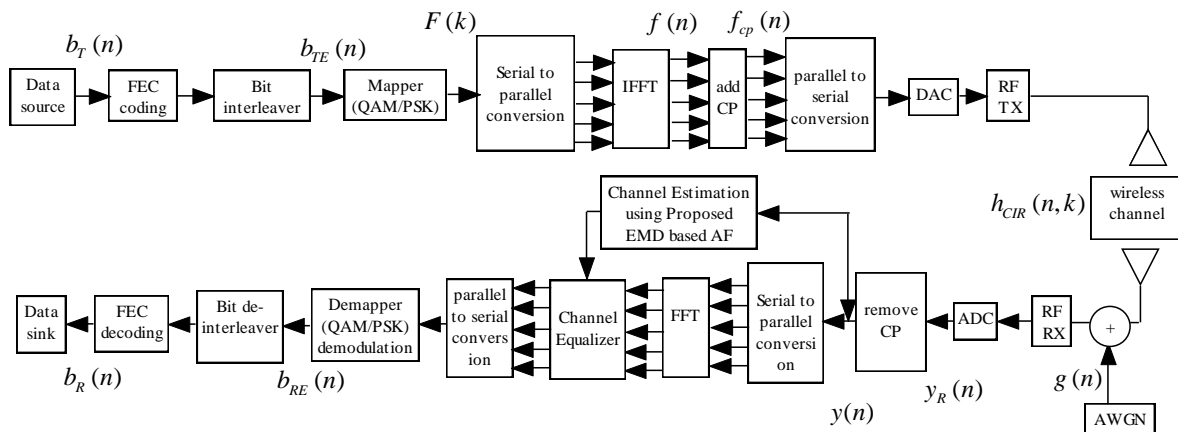 b_T(n)
b_TE(n)
F(k)
f(n)
f_cp(n)
Data
source
FEC
coding
Bit
interleaver
Mapper
(QAM/PSK)
Serial to
parallel
conversion
IFFT
add
CP
parallel to
serial
conversion
DAC
RF
TX
h_CIR(n,k)
wireless
channel
Channel Estimation
using Proposed
EMD based AF
Data
sink
FEC
decoding
Bit de-
interleaver
Demapper
(QAM/PSK)
demodulation
parallel
to serial
convers
ion
Channel
Equalizer
FFT
Serial to
parallel
conversi
on
remove
CP
ADC
RF
RX
+
b_R(n)
b_RE(n)
y(n)
y_R(n)
g(n)
AWGN